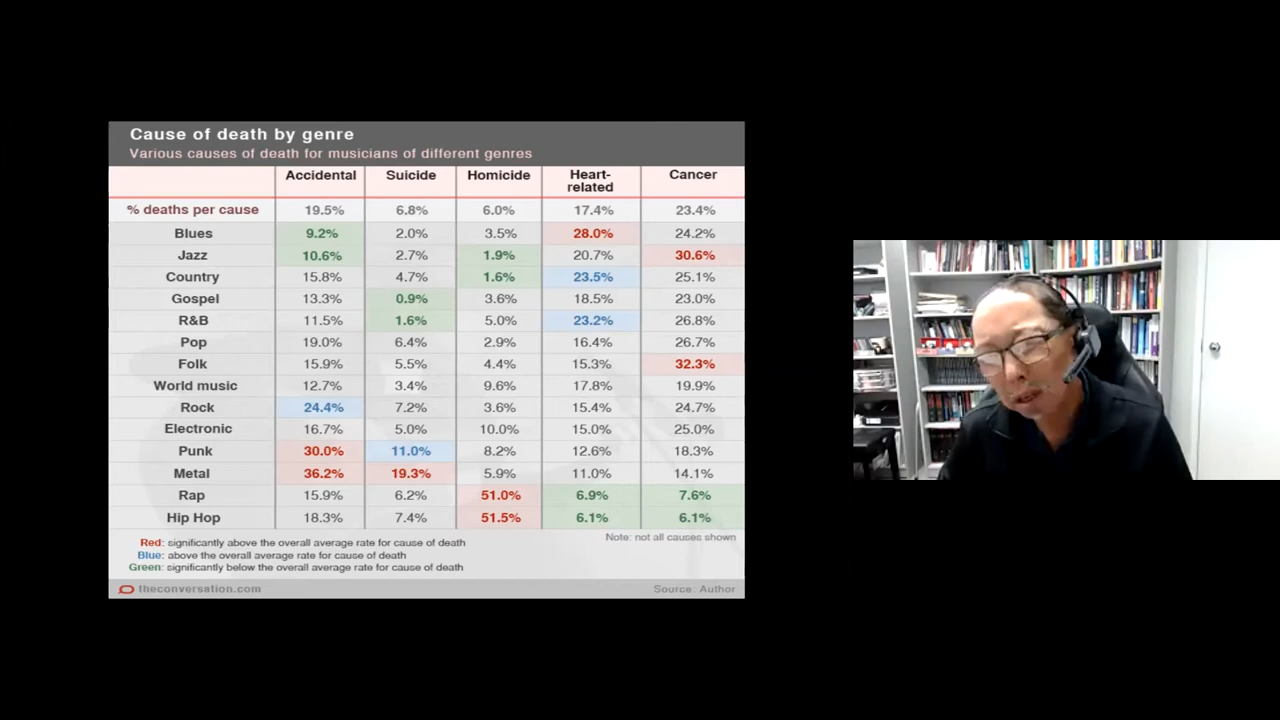 Cause of death by genre
Various causes of death for musicians of different genres
Accidental Suicide Homicide Heart-related Cancer
% deaths per cause 19.5% 6.8% 6.0% 17.4% 23.4%
Blues 9.2% 2.0% 3.5% 28.0% 24.2%
Jazz 10.6% 2.7% 1.9% 20.7% 30.6%
Country 15.8% 4.7% 1.6% 23.5% 25.1%
Gospel 13.3% 0.9% 3.6% 18.5% 23.0%
R&B 11.5% 1.6% 5.0% 23.2% 26.8%
Pop 19.0% 6.4% 2.9% 16.4% 26.7%
Folk 15.9% 5.5% 4.4% 15.3% 32.3%
World music 12.7% 3.4% 9.6% 17.8% 19.9%
Rock 24.4% 7.2% 3.6% 15.4% 24.7%
Electronic 16.7% 5.0% 10.0% 15.0% 25.0%
Punk 30.0% 11.0% 8.2% 12.6% 18.3%
Metal 36.2% 19.3% 5.9% 11.0% 14.1%
Rap 15.9% 6.2% 51.0% 6.9% 7.6%
Hip Hop 18.3% 7.4% 51.5% 6.1% 6.1%
Note: not all causes shown
Red: significantly above the overall average rate for cause of death
Blue: above the overall average rate for cause of death
Green: significantly below the overall average rate for cause of death
theconversation.com Source: Author